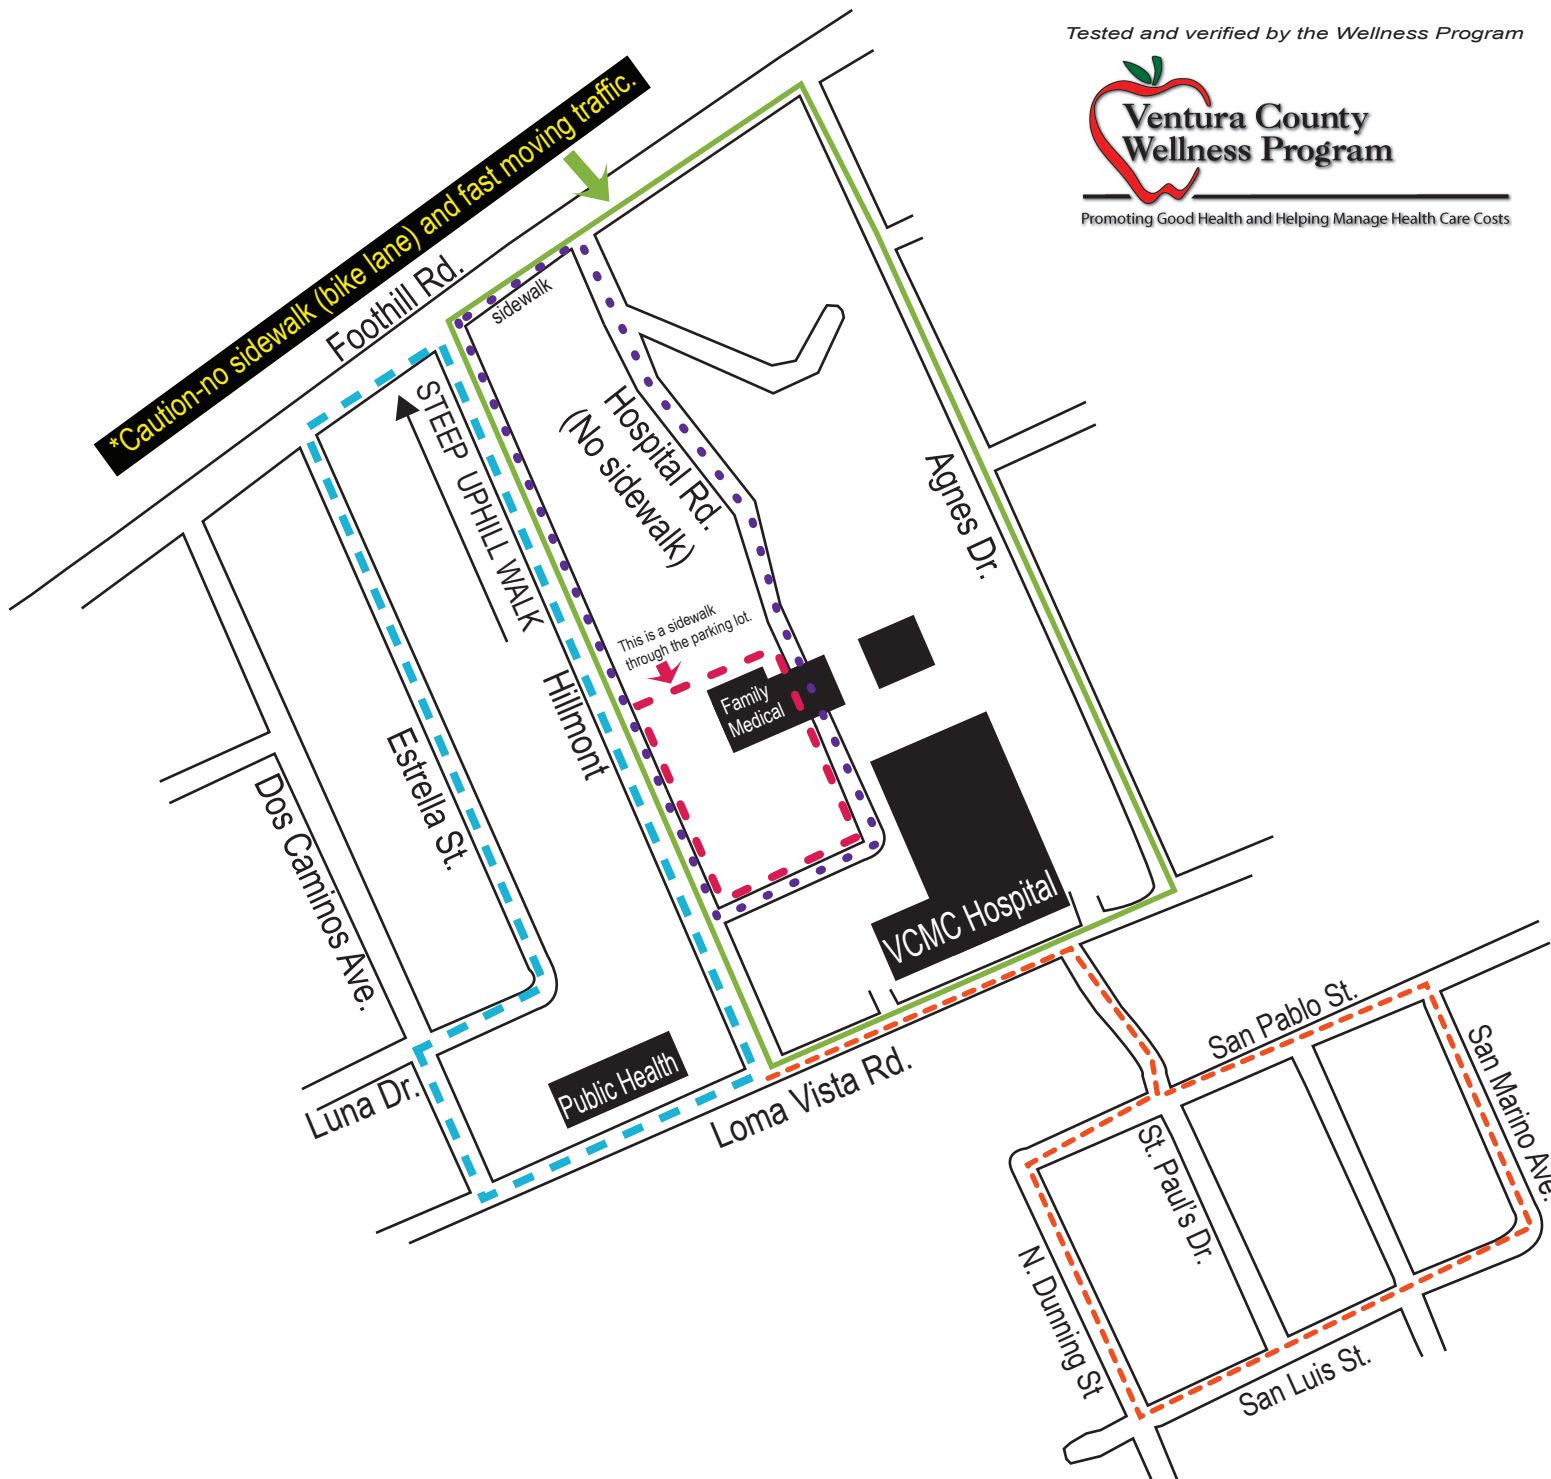 Tested and verified by the Wellness Program
Ventura County
Wellness Program
Promoting Good Health and Helping Manage Health Care Costs
*Caution-no sidewalk (bike lane) and fast moving traffic.
Foothill Rd.
sidewalk
STEEP UPHILL WALK
Hospital Rd.
(No sidewalk)
Agnes Dr.
This is a sidewalk
through the parking lot.
Hillmont
Family
Medical
Estrella St.
Dos Caminos Ave.
VCMC Hospital
Public Health
Luna Dr.
Loma Vista Rd.
San Pablo St.
San Marino Ave.
St. Paul's Dr.
N. Dunning St
San Luis St.